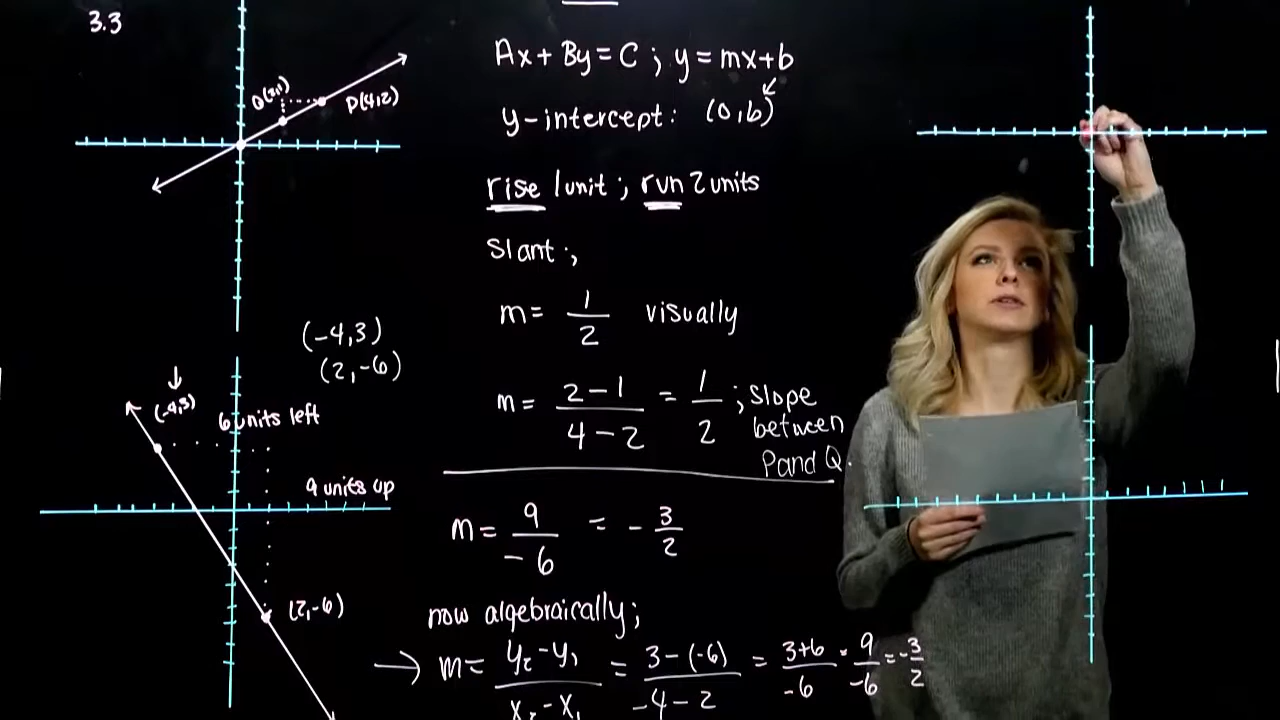 3.3
Q(2,1)
P(4,2)
Ax + By = C ; y = mx+b
y-intercept: (0,b)
rise 1 unit ; run 2 units
Slant ;
m = 1/2 visually
m = 2-1/4-2 = 1/2 ; slope
between
P and Q.
(-4,3)
(2,-6)
(-4,3)
6 units left
9 units up
(2,-6)
m = 9/-6 = -3/2
now algebraically;
→ m = y₂-y₁/x₂-x₁ = 3-(-6)/-4-2 = 3+6/-6 = 9/-6 = -3/2